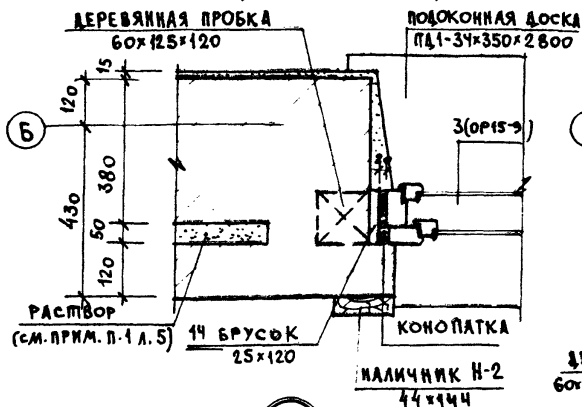 ДЕРЕВЯННАЯ ПРОБКА
60×125×120
ПОДОКОННАЯ ДОСКА
ПД1-34×350×2800
15
120
Б
3(ОР15-9)
380
430
50
120
РАСТВОР
(СМ. ПРИМ. П-1 Л. 5)
14 БРУСОК
25×120
КОНОПАТКА
НАЛИЧНИК Н-2
44×144